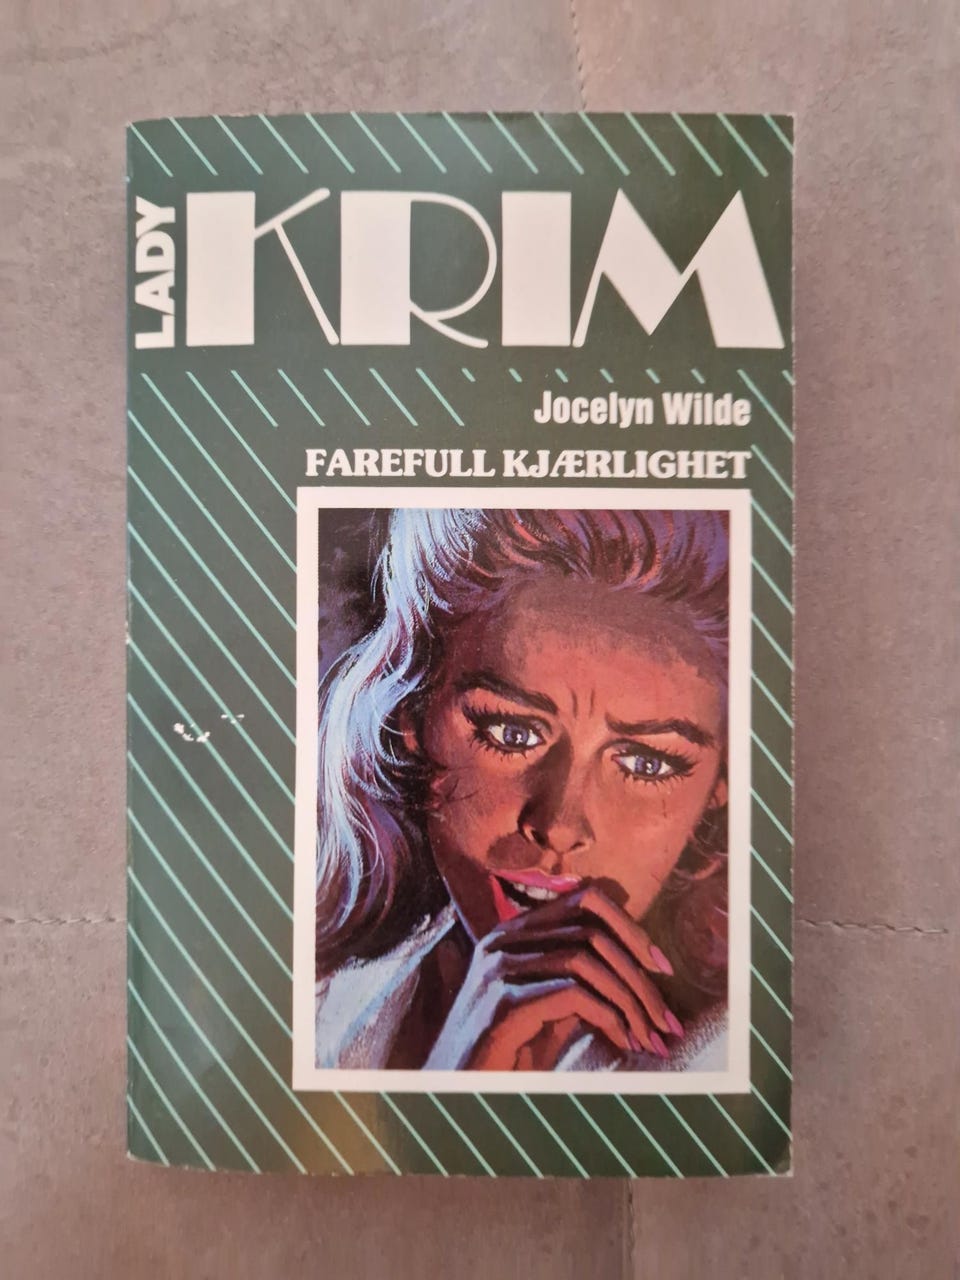 LADY
KRIM
Jocelyn Wilde
FAREFULL KJÆRLIGHET